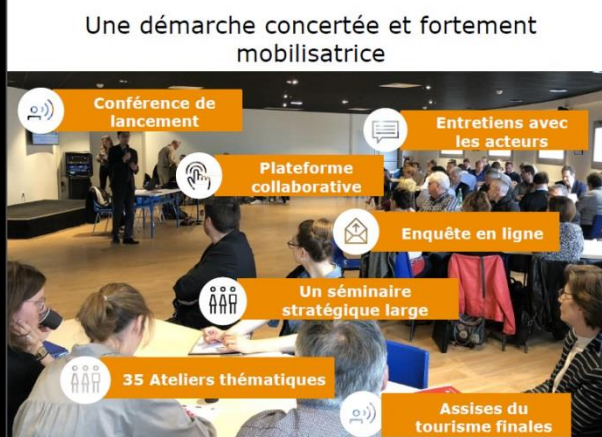 Une démarche concertée et fortement
mobilisatrice
Conférence de
lancement
Entretiens avec
les acteurs
Plateforme
collaborative
Enquête en ligne
Un séminaire
stratégique large
35 Ateliers thématiques
Assises du
tourisme finales